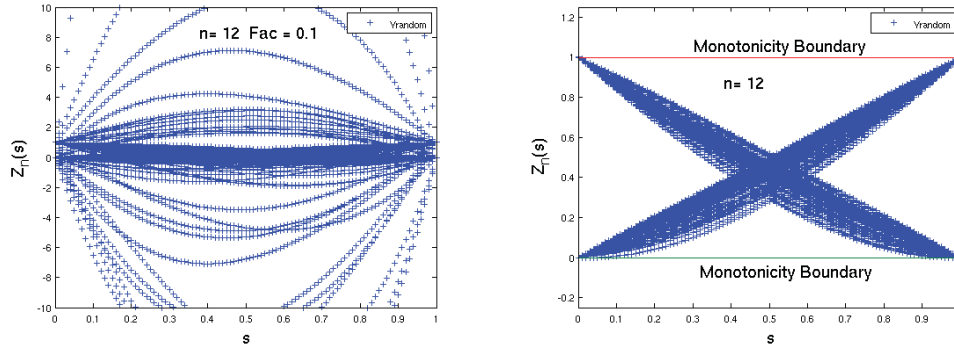 Yrandom
n= 12 Fac = 0.1
10
8
6
4
2
0
-2
-4
-6
-8
-10
Zn(s)
0 0.1 0.2 0.3 0.4 0.5 0.6 0.7 0.8 0.9 1
s
Yrandom
Monotonicity Boundary
n= 12
1.2
1
0.8
0.6
0.4
0.2
0
-0.2
Zn(s)
Monotonicity Boundary
0 0.1 0.2 0.3 0.4 0.5 0.6 0.7 0.8 0.9
s